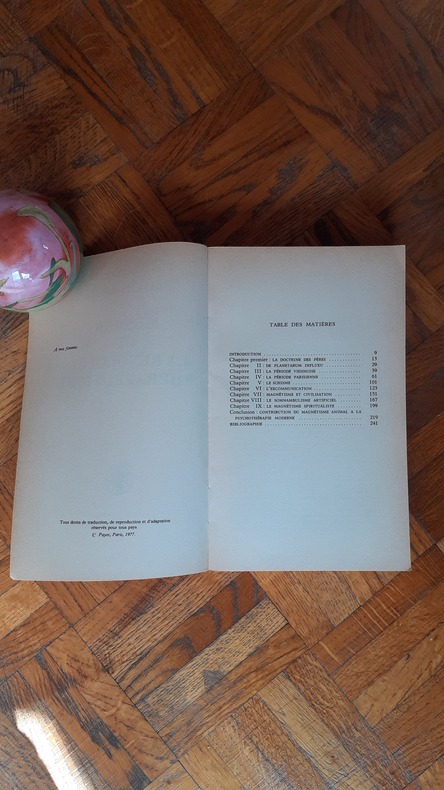 A ma femme
Tous droits de traduction, de reproduction et d'adaptation
réservés pour tous pays
© Payot, Paris, 1977.
TABLE DES MATIÈRES
INTRODUCTION 9
Chapitre premier : LA DOCTRINE DES PÈRES 13
Chapitre II : DE PLANETARUM INFLUXU 29
Chapitre III : LA PÉRIODE VIENNOISE 39
Chapitre IV : LA PÉRIODE PARISIENNE 61
Chapitre V : LE SCHISME 101
Chapitre VI : L'EXCOMMUNICATION 123
Chapitre VII : MAGNÉTISME ET CIVILISATION 151
Chapitre VIII : LE SOMNAMBULISME ARTIFICIEL 167
Chapitre IX : LE MAGNÉTISME SPIRITUALISTE 199
Conclusion : CONTRIBUTION DU MAGNÉTISME ANIMAL A LA
PSYCHOTHÉRAPIE MODERNE 219
BIBLIOGRAPHIE 241